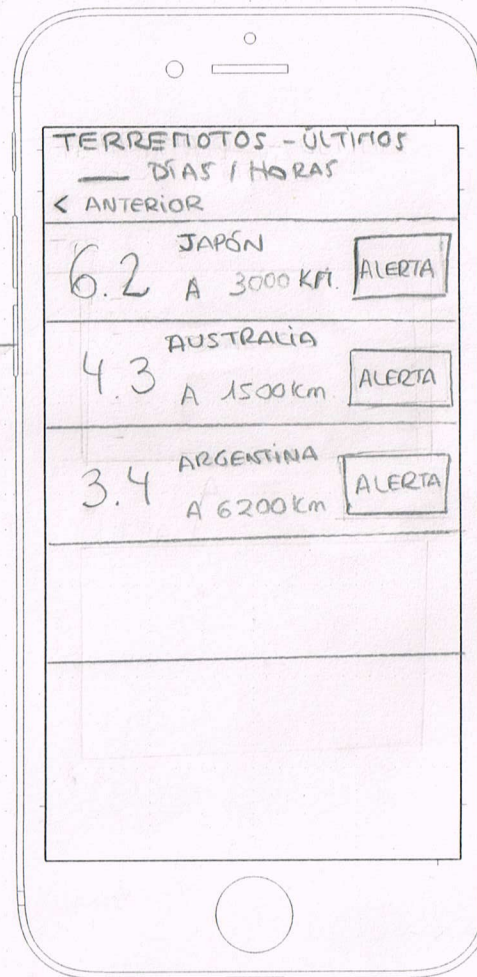 TERREMOTOS - ÚLTIMOS
___ DÍAS / HORAS
< ANTERIOR
JAPÓN
6.2 A 3000 KM. ALERTA
AUSTRALIA
4.3 A 1500 Km ALERTA
ARGENTINA
3.4 A 6200 Km ALERTA